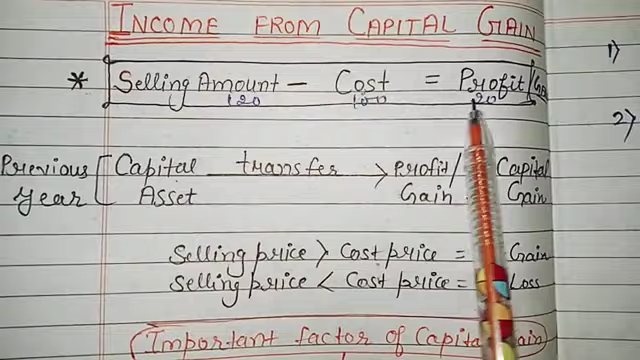 INCOME FROM CAPITAL GAIN
* Selling Amount - Cost = Profit/
120 100 20
Previous year [ Capital Asset transfer > Profit/ Gain Capital Gain
Selling price > Cost price = Gain
Selling price < Cost price = Loss
Important factor of Capital Gain
1)
2)